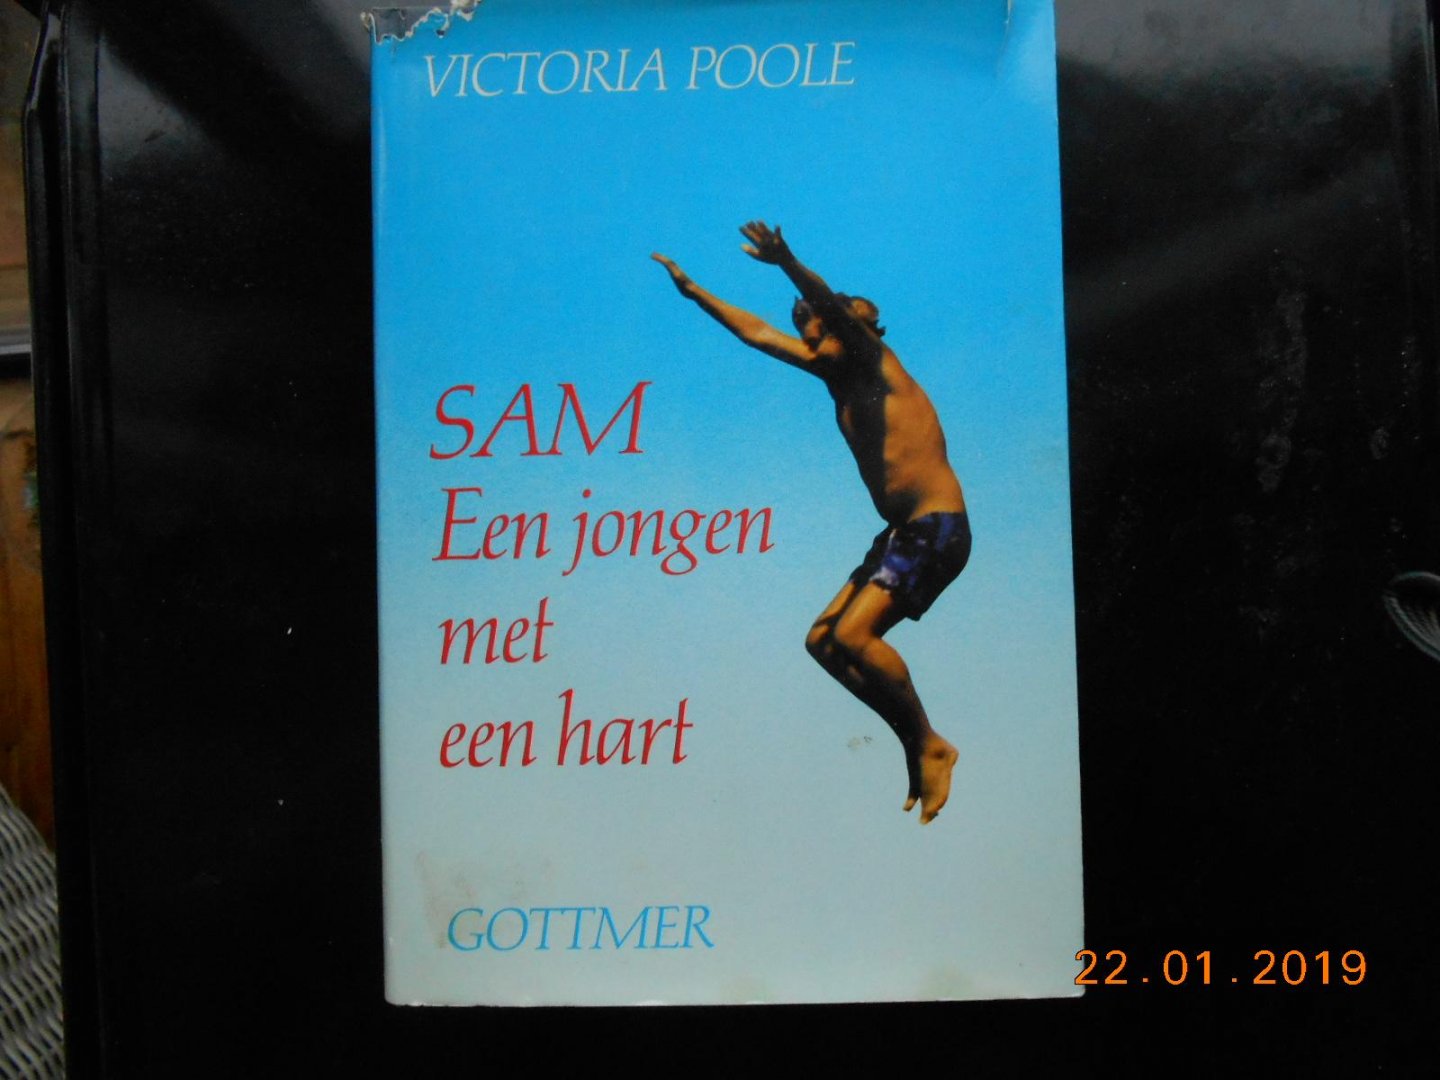 VICTORIA POOLE
SAM
Een jongen
met
een hart
GOTTMER
22.01.2019